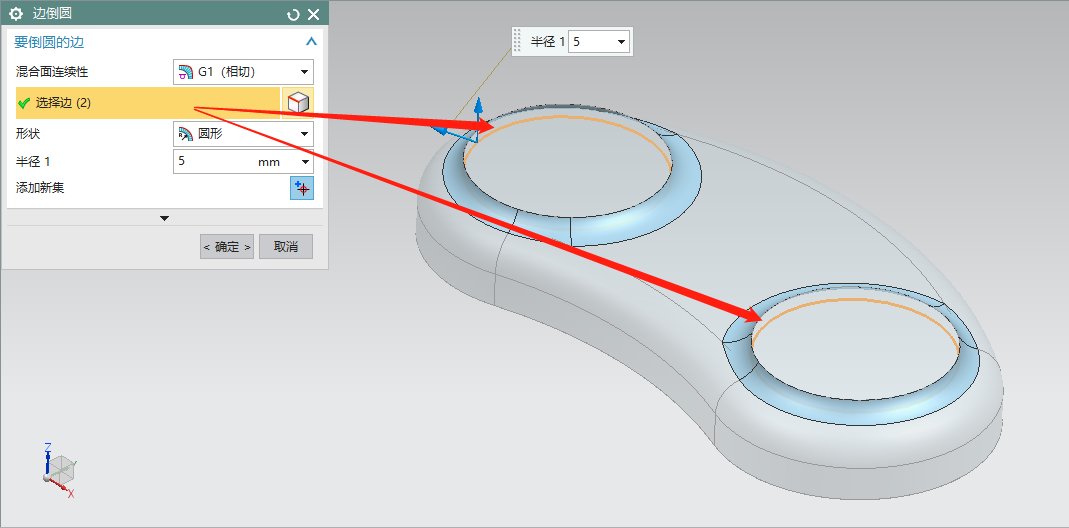 边倒圆
要倒圆的边
混合面连续性 G1（相切）
选择边 (2)
形状 圆形
半径 1 5 mm
添加新集
< 确定 > 取消
半径 1 5
Z
Y
X